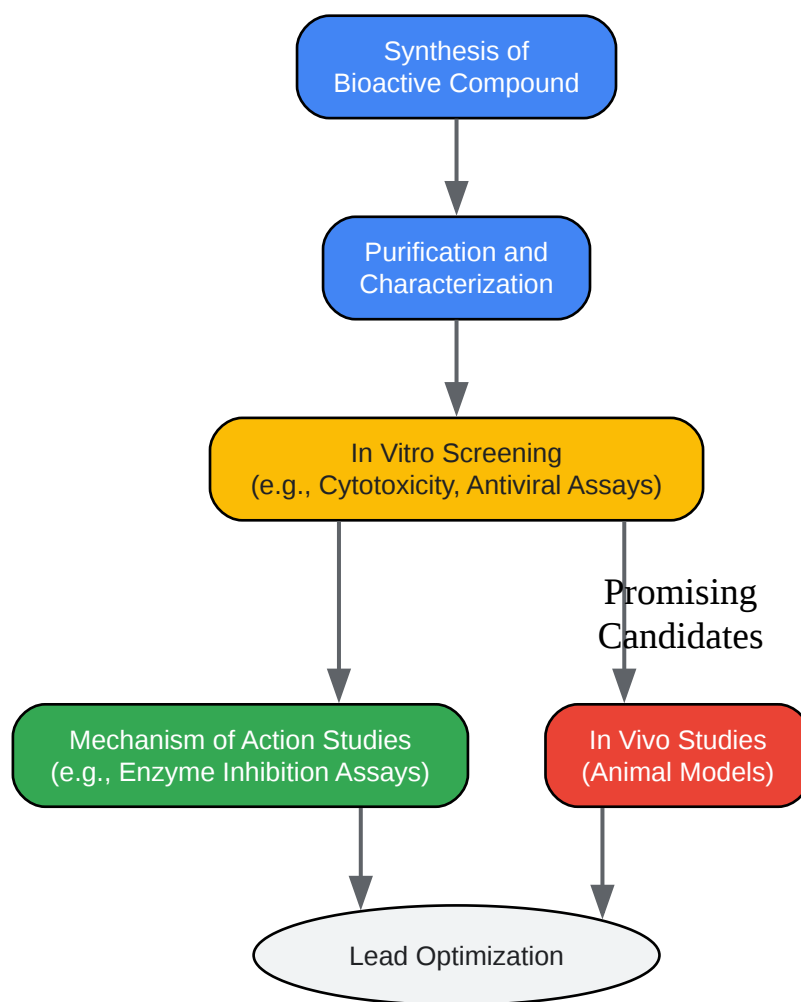 Synthesis of
Bioactive Compound
Purification and
Characterization
In Vitro Screening
(e.g., Cytotoxicity, Antiviral Assays)
Promising
Candidates
Mechanism of Action Studies
(e.g., Enzyme Inhibition Assays)
In Vivo Studies
(Animal Models)
Lead Optimization